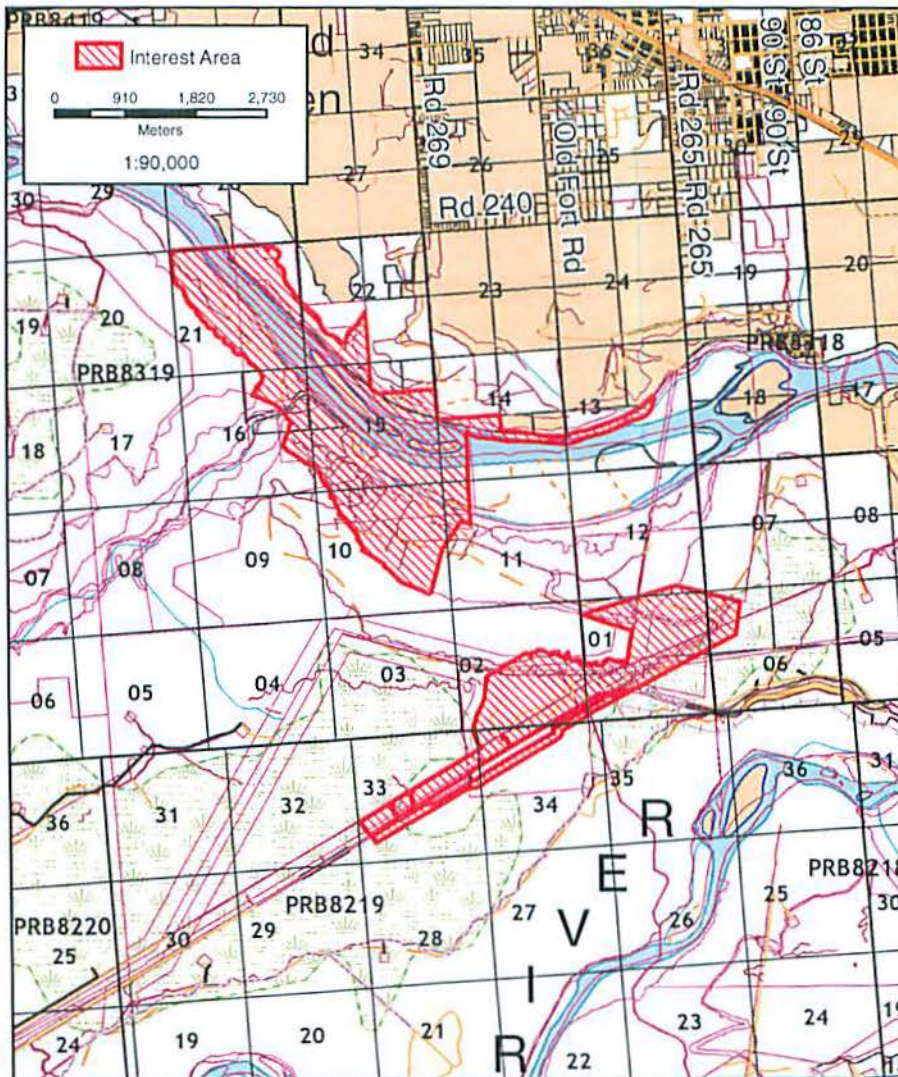 PRB8419
Interest Area
0 910 1,820 2,730
Meters
1:90,000
d
en
34 35 36
Rd 269
Old Fort Rd
Rd 265
Rd 265
90 St
90 St
86 St
27 26 25 30 29
30 29
Rd 240
19 20 21 22 23 24 19 20
PRB8319
PRB8318
18 17 16 15 14 13 18 17
07 08 09 10 11 12 07 08
06 05 04 03 02 01 06 05
36 31 32 33 34 35 36 31
R
E
V
I
R
PRB8218
PRB8219
PRB8220
25 30 29 28 27 26 25 30
24 19 20 21 22 23 24 19